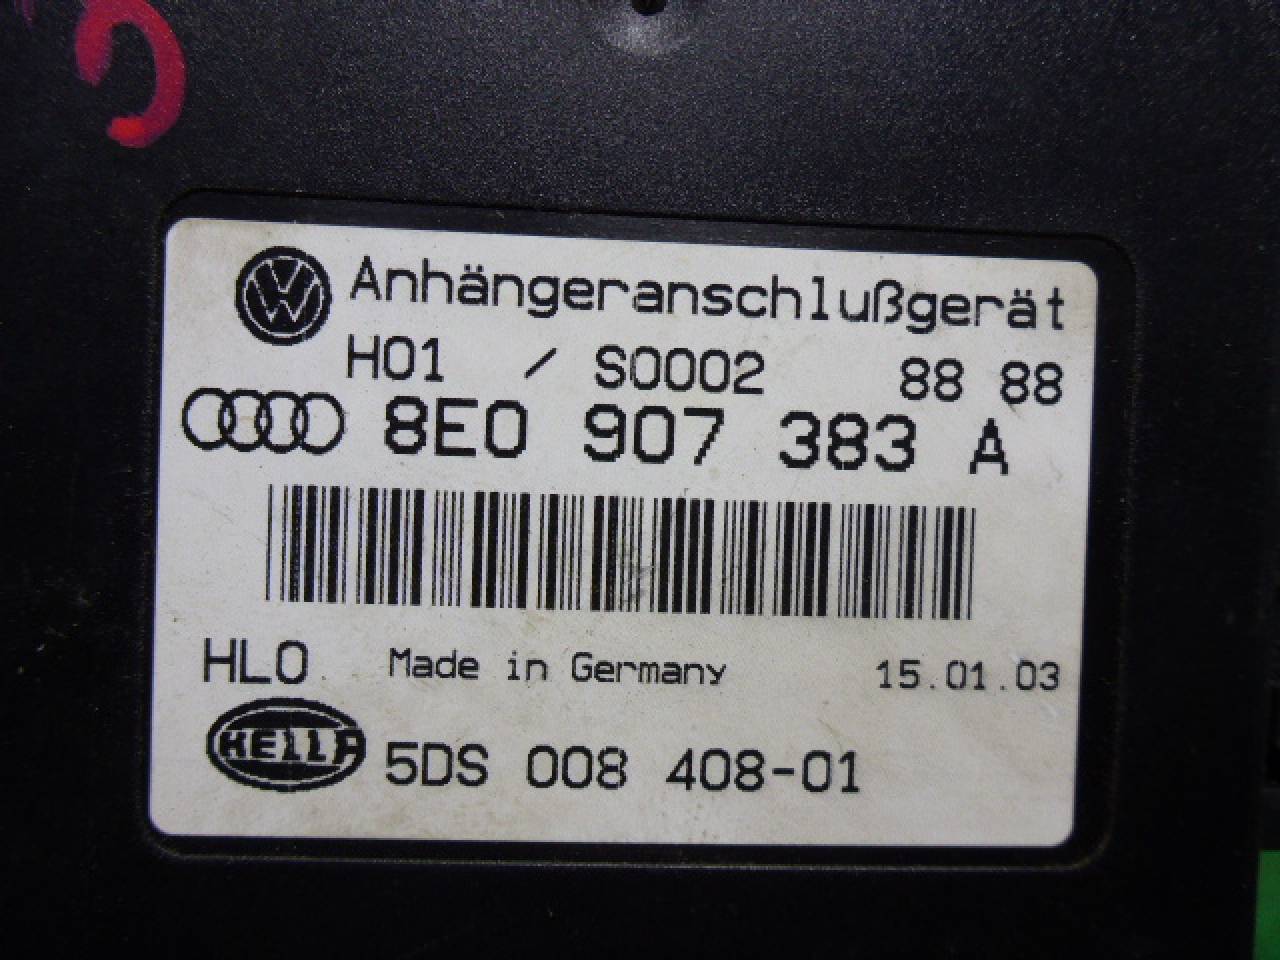 Anhängeranschlußgerät
H01 / S0002 88 88
8E0 907 383 A
HLO Made in Germany 15.01.03
HELLA 5DS 008 408-01